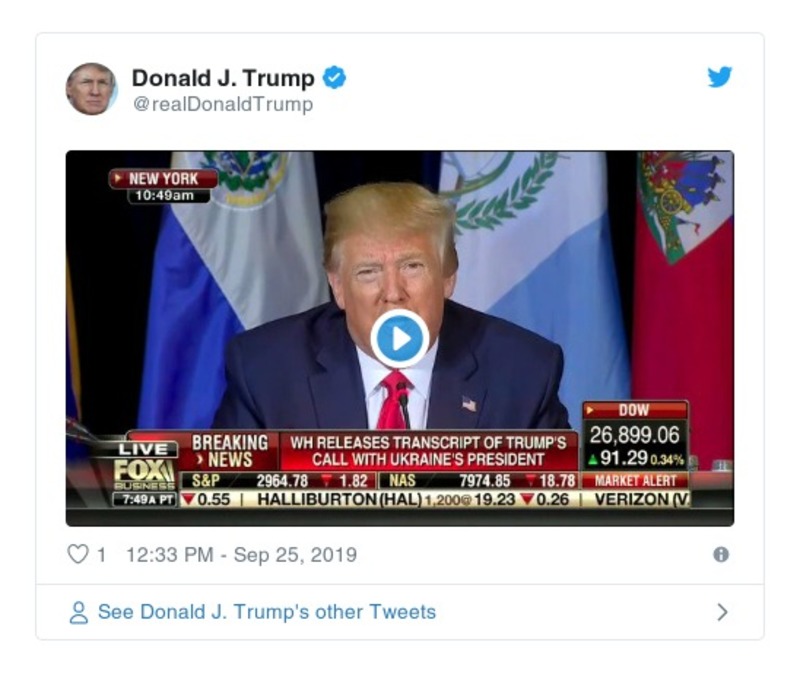 Donald J. Trump
@realDonaldTrump
NEW YORK
10:49am
DOW
26,899.06
91.29 0.34%
LIVE
FOX
BUSINESS
7:49A PT
BREAKING
NEWS
WH RELEASES TRANSCRIPT OF TRUMP'S
CALL WITH UKRAINE'S PRESIDENT
S&P 2964.78 ▼ 1.82 NAS 7974.85 ▼ 18.78 MARKET ALERT
▼0.55 HALLIBURTON(HAL)1,200@19.23▼0.26 VERIZON(V
1 12:33 PM - Sep 25, 2019
See Donald J. Trump's other Tweets